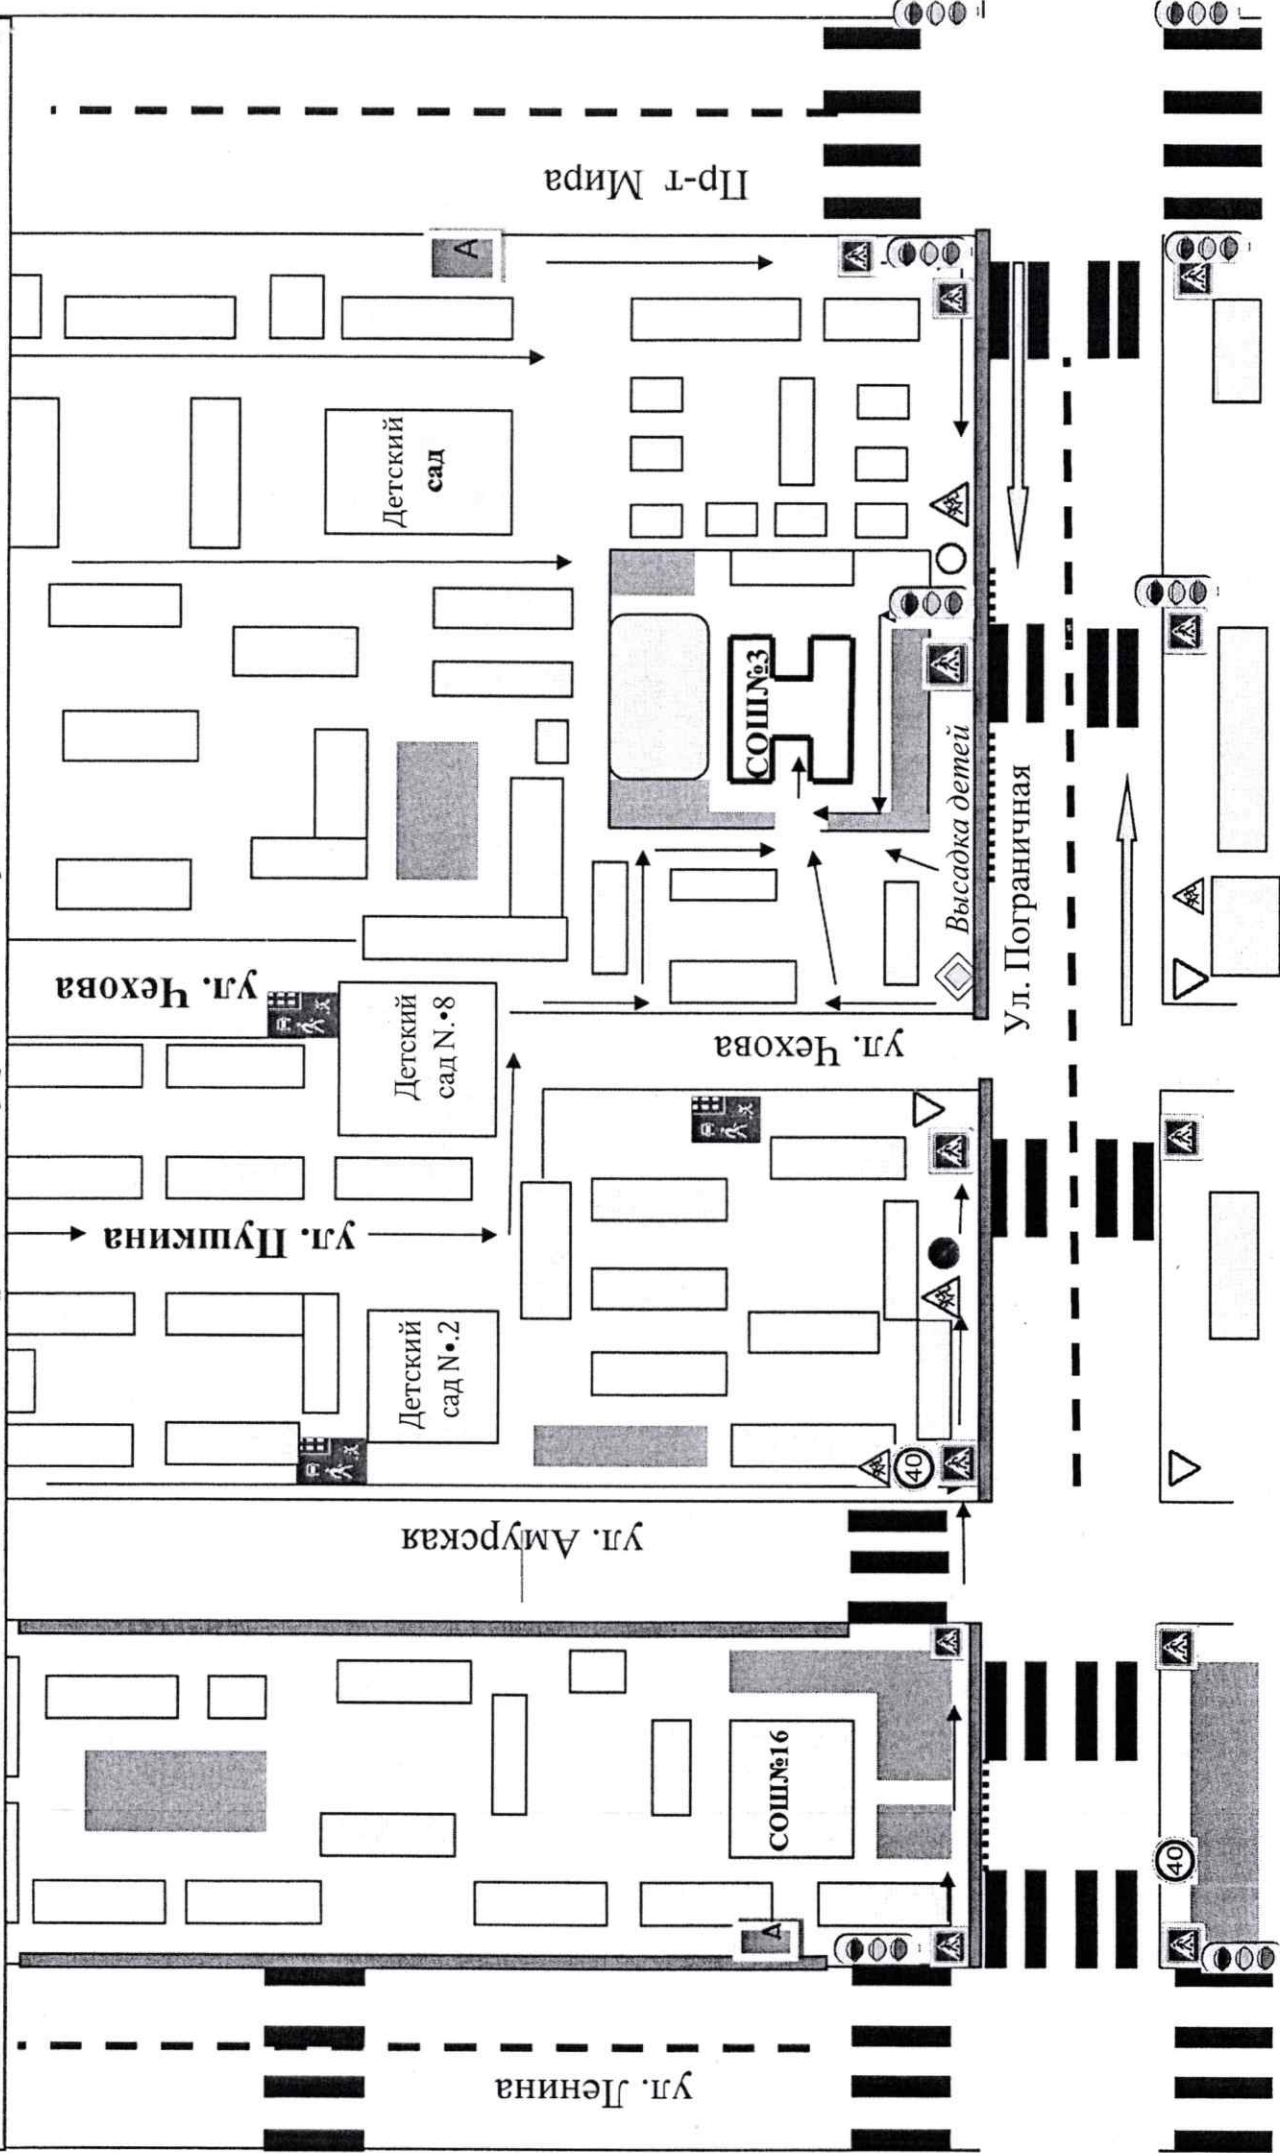 Пр-т Мира
А
Детский
сад
СОШ№3
Высадка детей
Ул. Пограничная
ул. Чехова
Детский
сад N.•8
ул. Чехова
ул. Пушкина
Детский
сад N•.2
40
ул. Амурская
СОШ№16
40
А
ул. Ленина